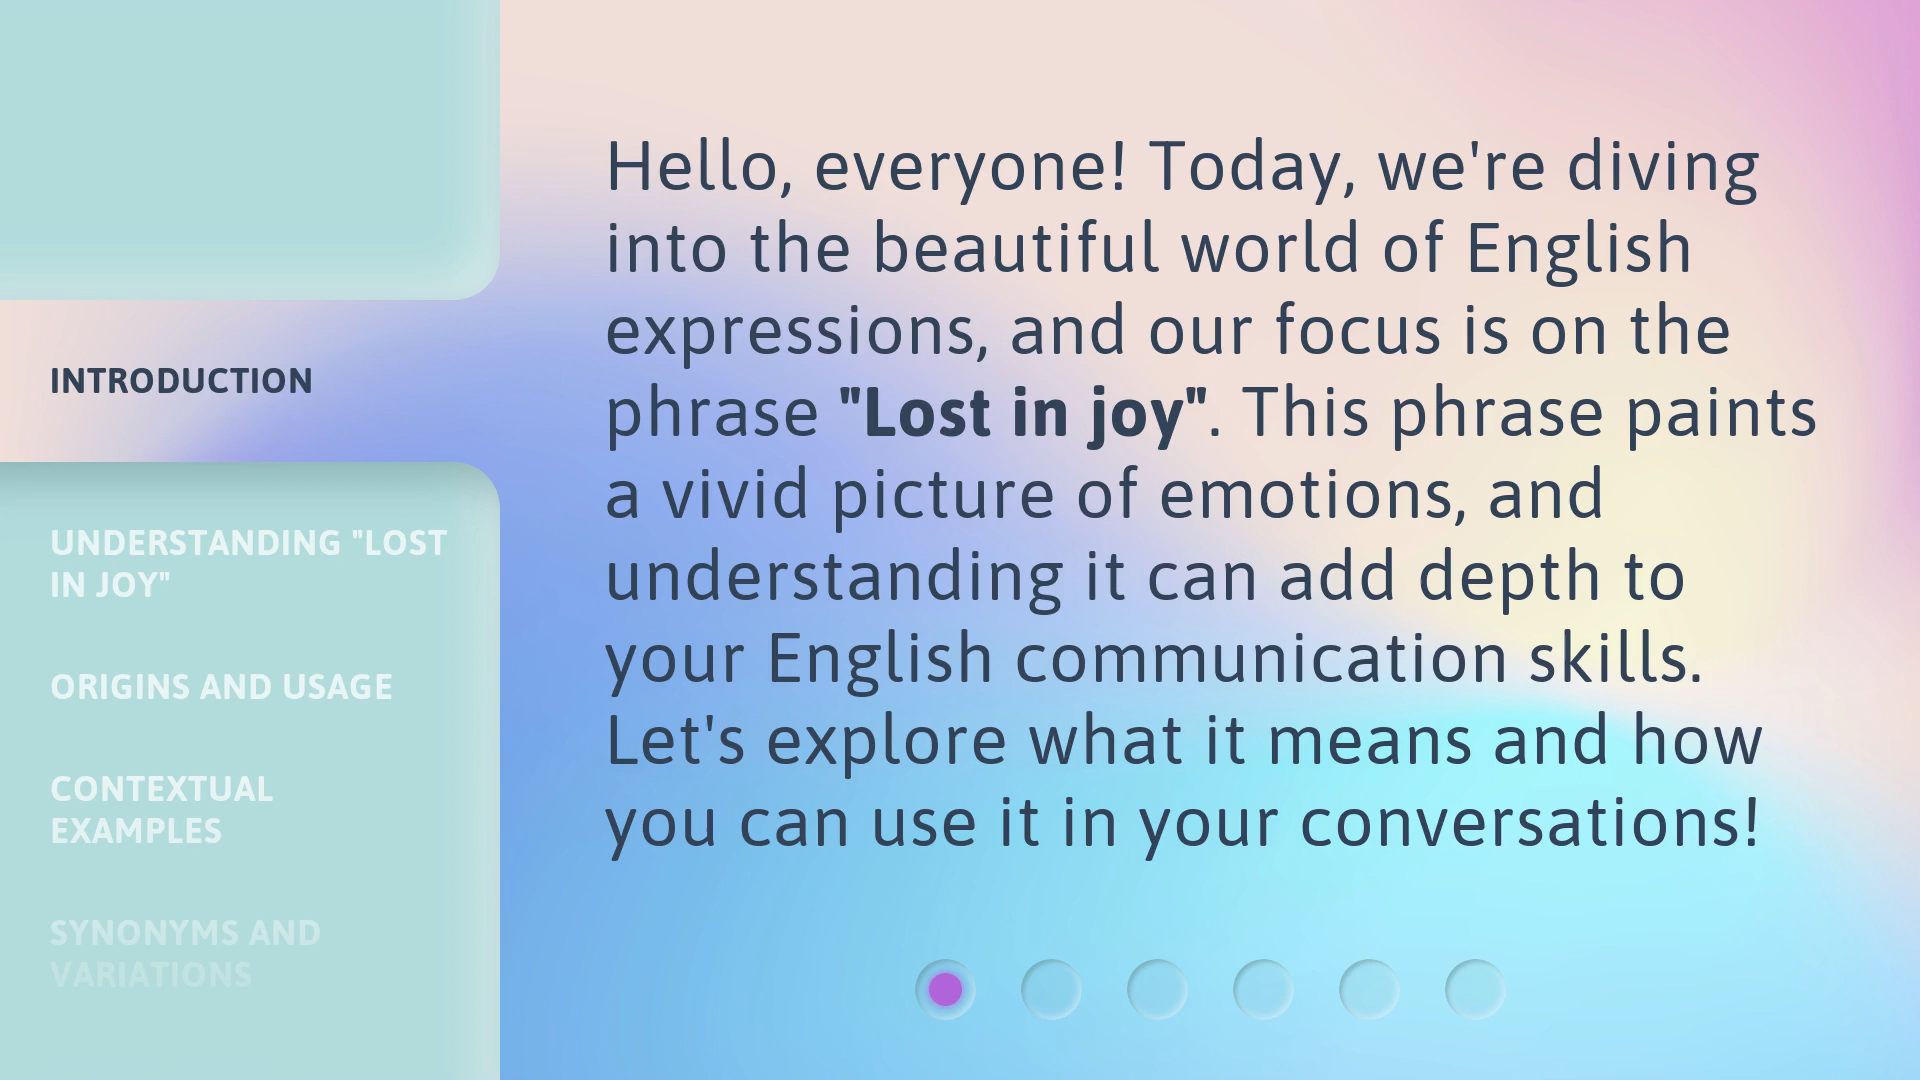 INTRODUCTION
UNDERSTANDING "LOST
IN JOY"
ORIGINS AND USAGE
CONTEXTUAL
EXAMPLES
SYNONYMS AND
VARIATIONS
Hello, everyone! Today, we're diving
into the beautiful world of English
expressions, and our focus is on the
phrase "Lost in joy". This phrase paints
a vivid picture of emotions, and
understanding it can add depth to
your English communication skills.
Let's explore what it means and how
you can use it in your conversations!